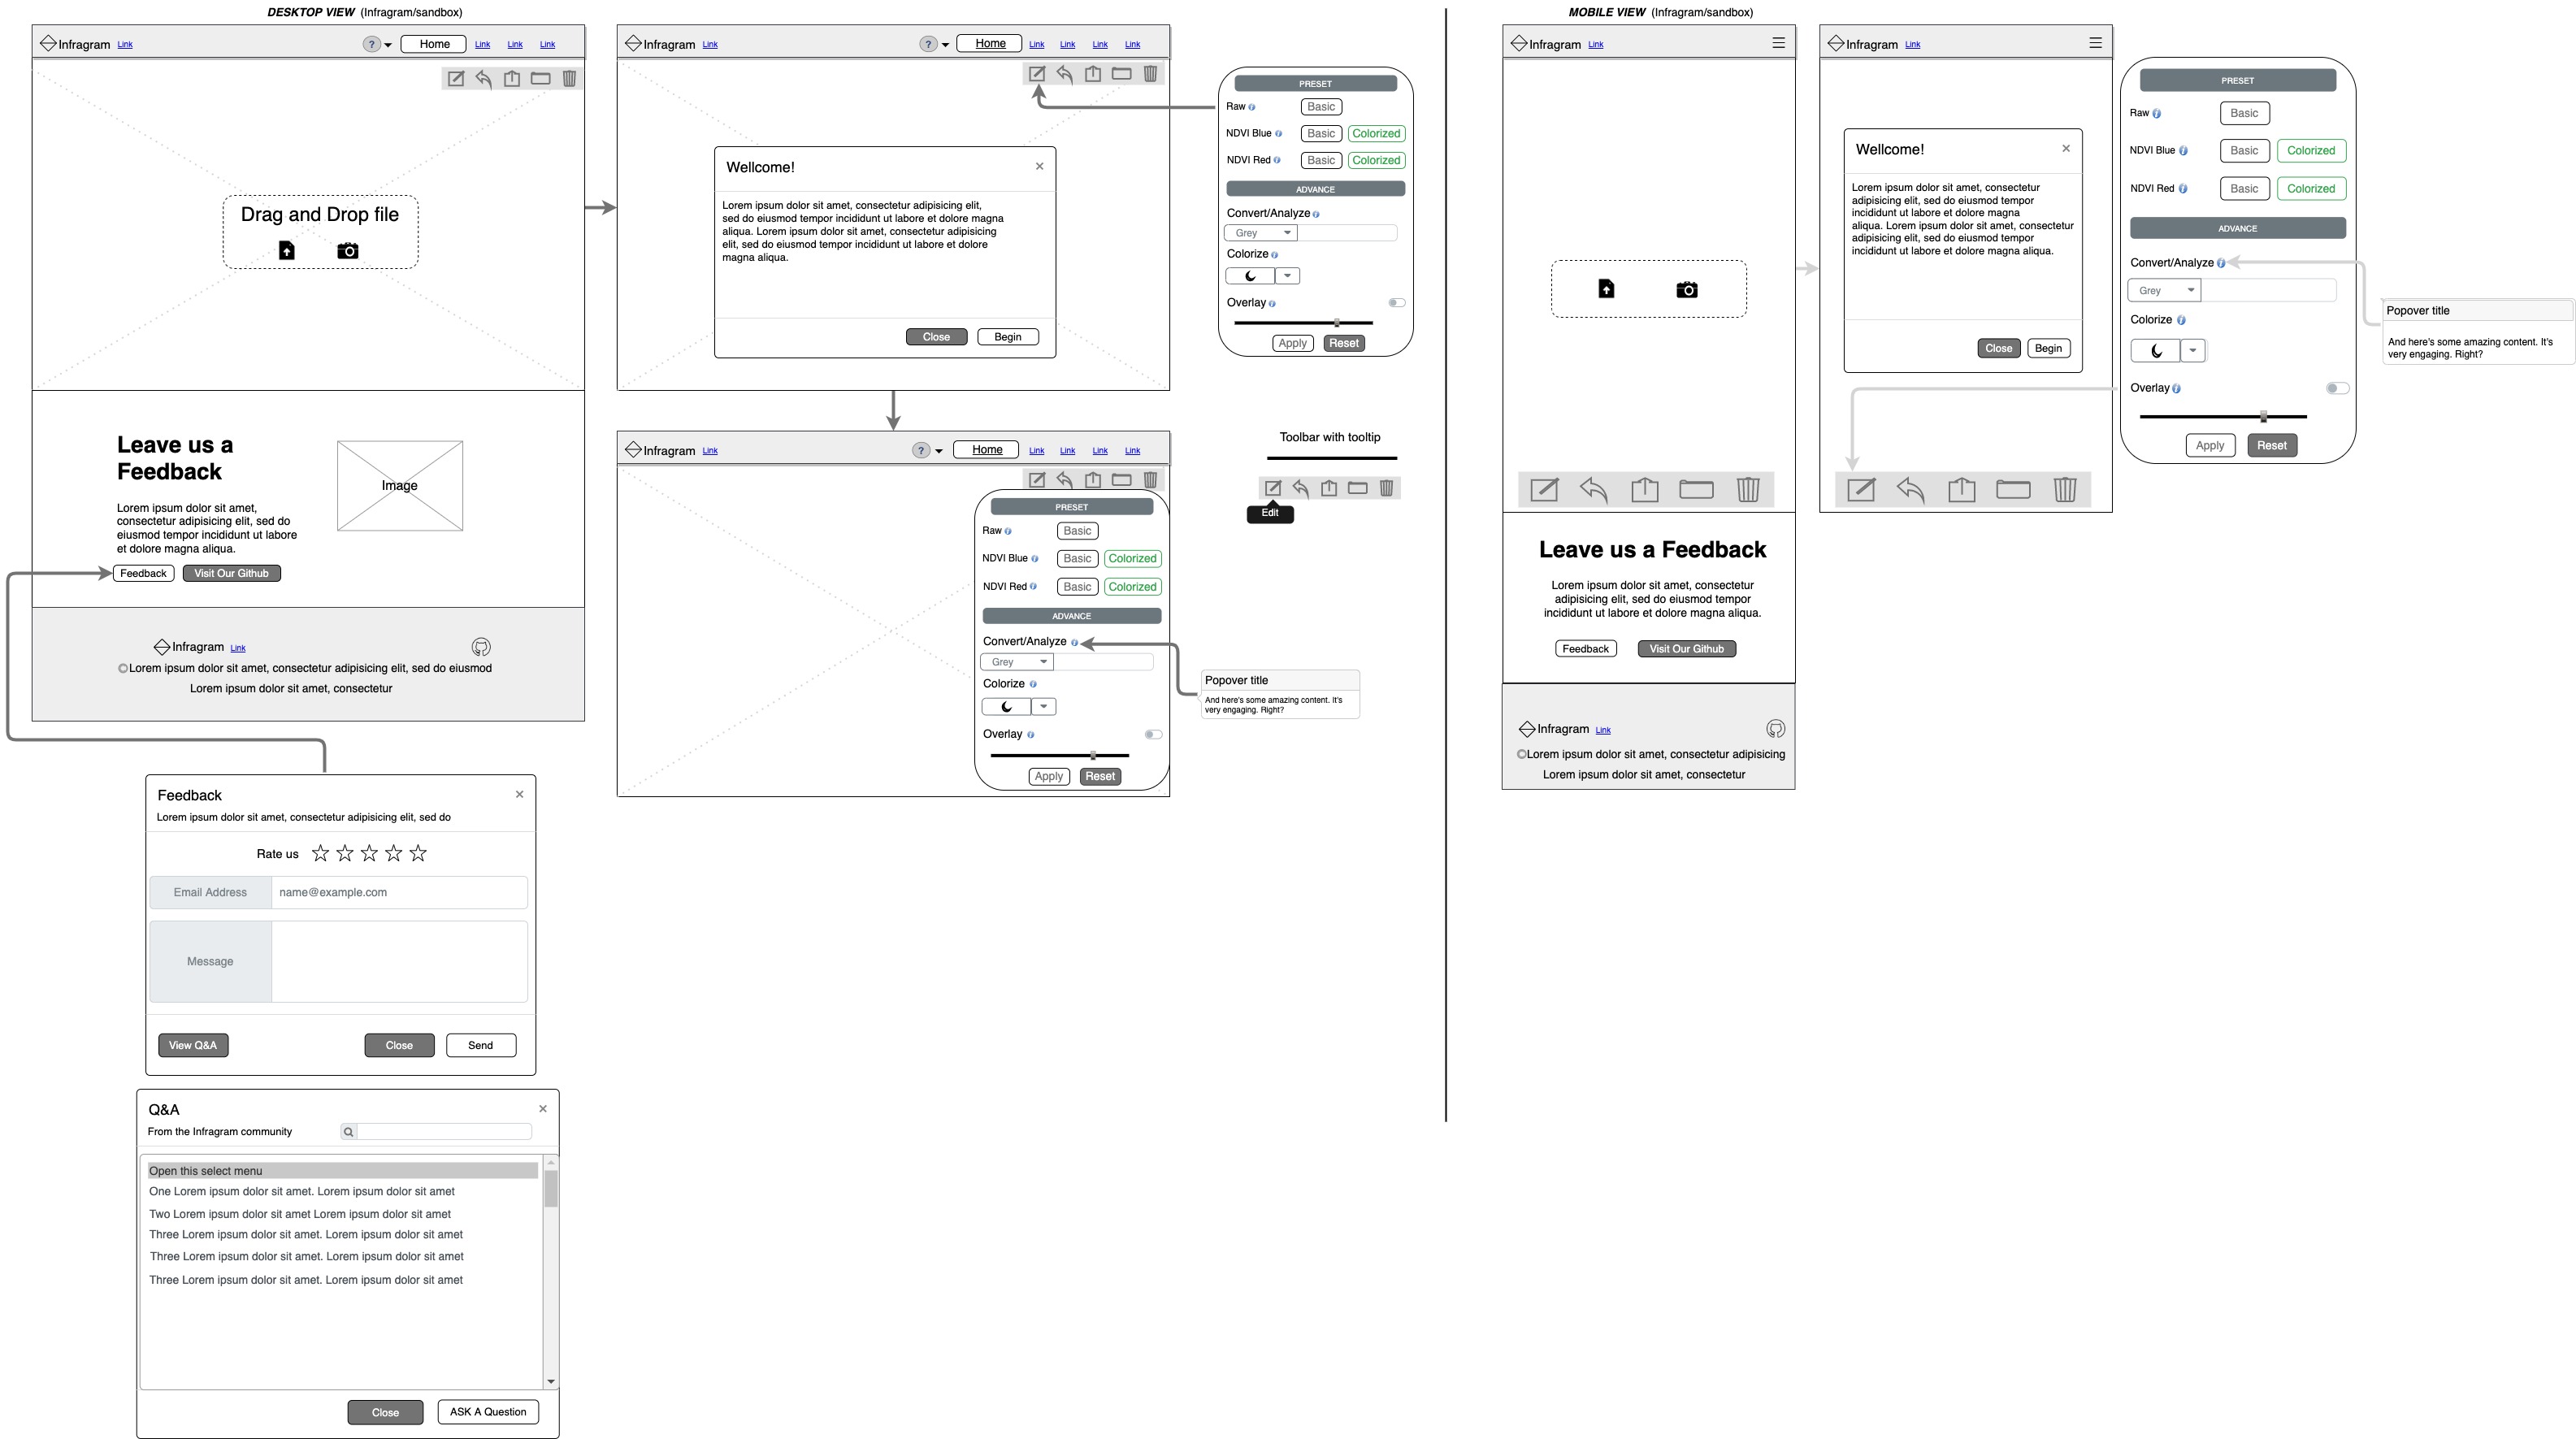 DESKTOP VIEW (Infragram/sandbox)
Infragram Link
? Home Link Link Link
Drag and Drop file
Leave us a
Feedback
Lorem ipsum dolor sit amet,
consectetur adipisicing elit, sed do
eiusmod tempor incididunt ut labore
et dolore magna aliqua.
Image
Feedback Visit Our Github
Infragram Link
©Lorem ipsum dolor sit amet, consectetur adipisicing elit, sed do eiusmod
Lorem ipsum dolor sit amet, consectetur
Feedback ×
Lorem ipsum dolor sit amet, consectetur adipisicing elit, sed do
Rate us
Email Address name@example.com
Message
View Q&A Close Send
Q&A ×
From the Infragram community
Open this select menu
One Lorem ipsum dolor sit amet. Lorem ipsum dolor sit amet
Two Lorem ipsum dolor sit amet Lorem ipsum dolor sit amet
Three Lorem ipsum dolor sit amet. Lorem ipsum dolor sit amet
Three Lorem ipsum dolor sit amet. Lorem ipsum dolor sit amet
Three Lorem ipsum dolor sit amet. Lorem ipsum dolor sit amet
Close ASK A Question
Infragram Link
? Home Link Link Link Link
Wellcome! ×
Lorem ipsum dolor sit amet, consectetur adipisicing elit,
sed do eiusmod tempor incididunt ut labore et dolore magna
aliqua. Lorem ipsum dolor sit amet, consectetur adipisicing
elit, sed do eiusmod tempor incididunt ut labore et dolore
magna aliqua.
Close Begin
PRESET
Raw i Basic
NDVI Blue i Basic Colorized
NDVI Red i Basic Colorized
ADVANCE
Convert/Analyze i
Grey
Colorize i
Overlay i
Apply Reset
Infragram Link
? Home Link Link Link Link
PRESET
Raw i Basic
NDVI Blue i Basic Colorized
NDVI Red i Basic Colorized
ADVANCE
Convert/Analyze i
Grey
Colorize i
Overlay i
Apply Reset
Popover title
And here's some amazing content. It's
very engaging. Right?
Toolbar with tooltip
Edit
MOBILE VIEW (Infragram/sandbox)
Infragram Link
Leave us a Feedback
Lorem ipsum dolor sit amet, consectetur
adipisicing elit, sed do eiusmod tempor
incididunt ut labore et dolore magna aliqua.
Feedback Visit Our Github
Infragram Link
©Lorem ipsum dolor sit amet, consectetur adipisicing
Lorem ipsum dolor sit amet, consectetur
Infragram Link
Wellcome! ×
Lorem ipsum dolor sit amet, consectetur
adipisicing elit, sed do eiusmod tempor
incididunt ut labore et dolore magna
aliqua. Lorem ipsum dolor sit amet, consectetur
adipisicing elit, sed do eiusmod tempor
incididunt ut labore et dolore magna aliqua.
Close Begin
PRESET
Raw i Basic
NDVI Blue i Basic Colorized
NDVI Red i Basic Colorized
ADVANCE
Convert/Analyze i
Grey
Colorize i
Overlay i
Apply Reset
Popover title
And here's some amazing content. It's
very engaging. Right?